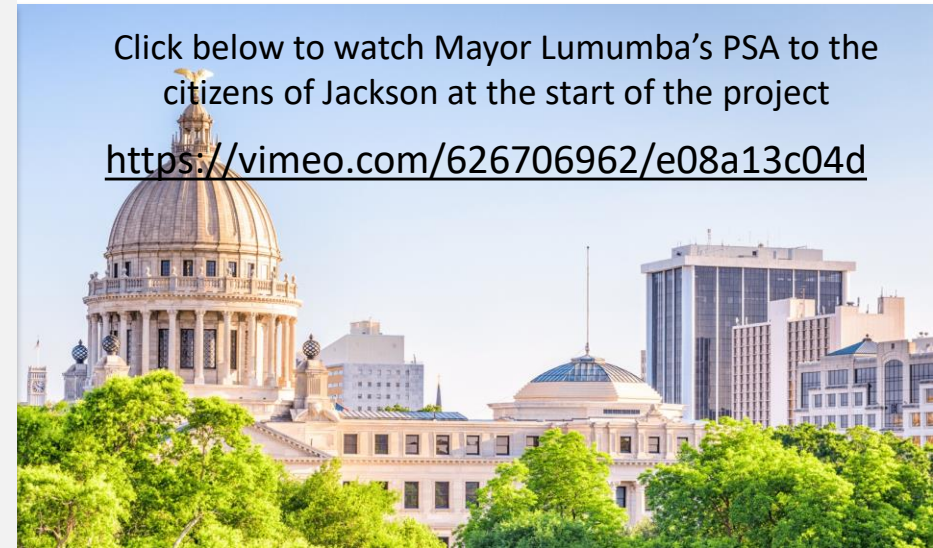 Click below to watch Mayor Lumumba’s PSA to the
citizens of Jackson at the start of the project
https://vimeo.com/626706962/e08a13c04d